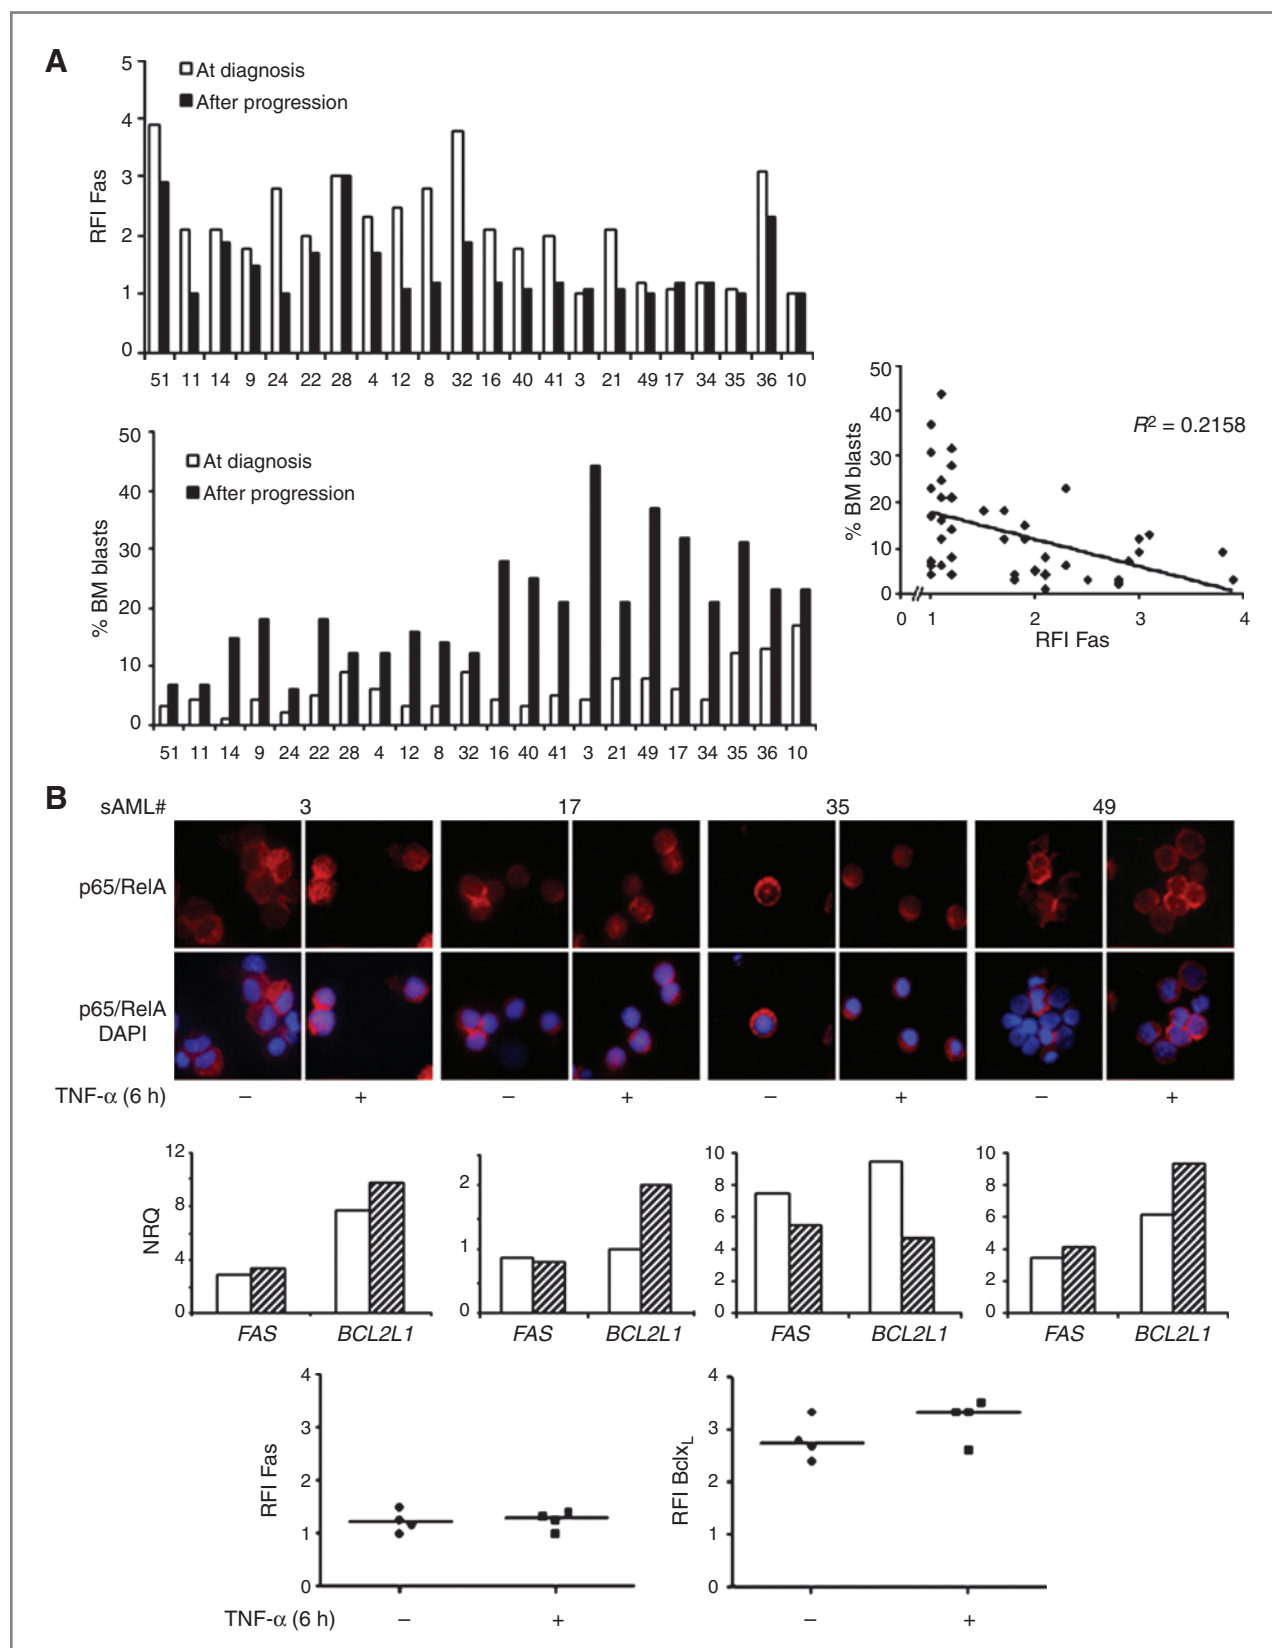 A
5
4
3
2
1
0
RFI Fas
At diagnosis
After progression
51 11 14 9 24 22 28 4 12 8 32 16 40 41 3 21 49 17 34 35 36 10
50
40
30
20
10
0
% BM blasts
At diagnosis
After progression
51 11 14 9 24 22 28 4 12 8 32 16 40 41 3 21 49 17 34 35 36 10
50
40
30
20
10
0
% BM blasts
R² = 0.2158
0 1 2 3 4
RFI Fas
B
sAML# 3 17 35 49
p65/RelA
p65/RelA
DAPI
TNF-α (6 h) – + – + – + – +
NRQ
12
8
4
0
FAS BCL2L1
2
1
0
FAS BCL2L1
10
8
6
4
2
0
FAS BCL2L1
10
8
6
4
2
0
FAS BCL2L1
RFI Fas
4
3
2
1
0
TNF-α (6 h) – +
RFI BclxL
4
3
2
1
0
– +